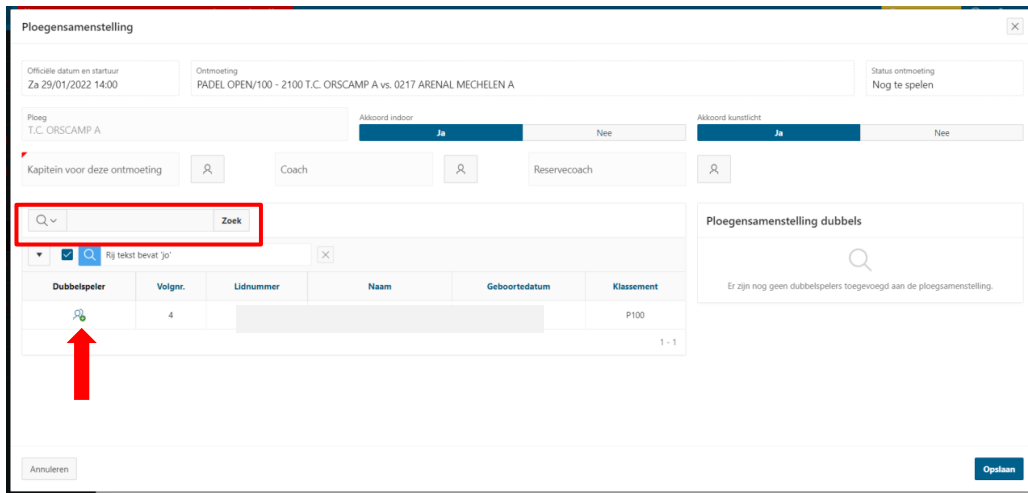 Ploegensamenstelling
Officiële datum en startuur
Za 29/01/2022 14:00
Ontmoeting
PADEL OPEN/100 - 2100 T.C. ORSCAMP A vs. 0217 ARENAL MECHELEN A
Status ontmoeting
Nog te spelen
Ploeg
T.C. ORSCAMP A
Akkoord indoor
Ja Nee
Akkoord kunstlicht
Ja Nee
Kapitein voor deze ontmoeting
Coach
Reservecoach
Zoek
Rij tekst bevat 'jo'
Dubbelspeler Volgnr. Lidnummer Naam Geboortedatum Klassement
4 P100
1 - 1
Ploegensamenstelling dubbels
Er zijn nog geen dubbelspelers toegevoegd aan de ploegsamenstelling.
Annuleren
Opslaan